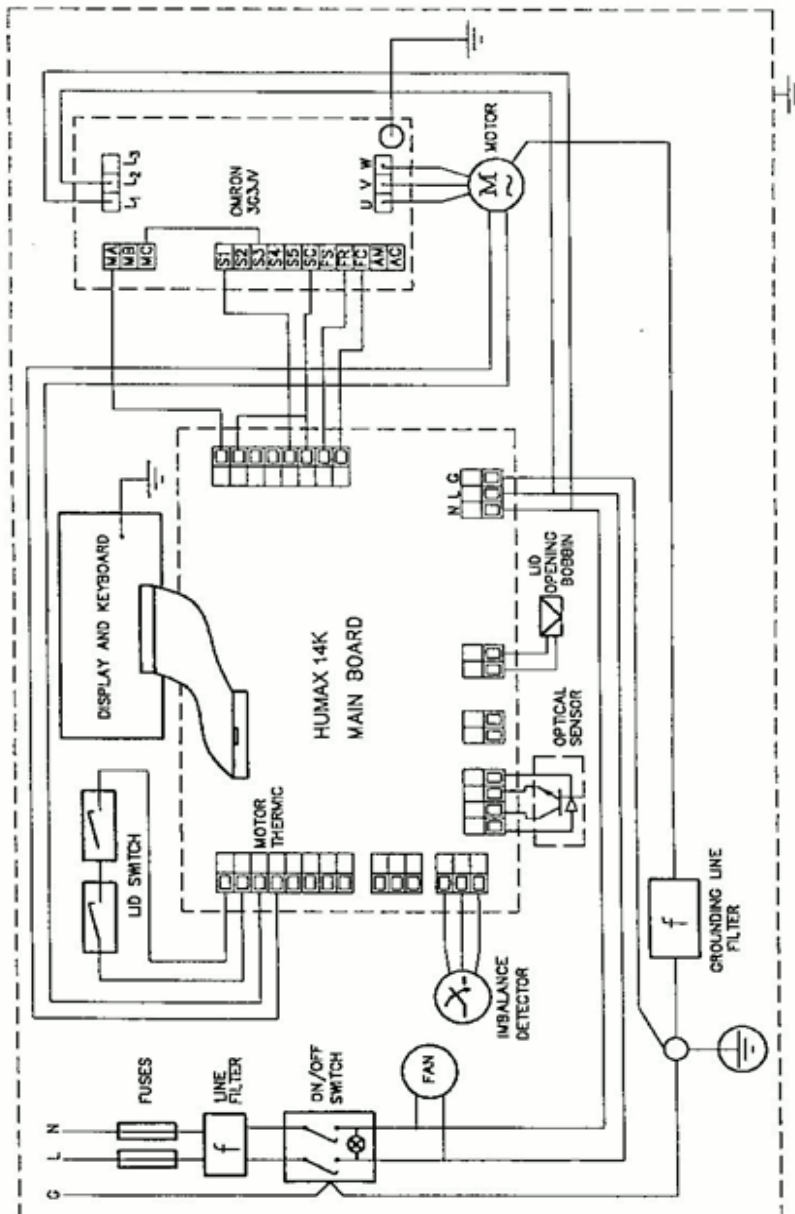 L1 L2 L3
OMRON
3G3JV
U V W
MOTOR
M
~
MA
MB
MC
S1
S2
S3
S4
S5
SC
FS
FR
FC
AM
AC
DISPLAY AND KEYBOARD
HUMAX 14K
MAIN BOARD
N L G
LID
OPENING
BOBBIN
OPTICAL
SENSOR
LID SWITCH
MOTOR
THERMIC
IMBALANCE
DETECTOR
f
GROUNDING LINE
FILTER
N
L
G
FUSES
LINE
FILTER
f
ON/OFF
SWITCH
FAN